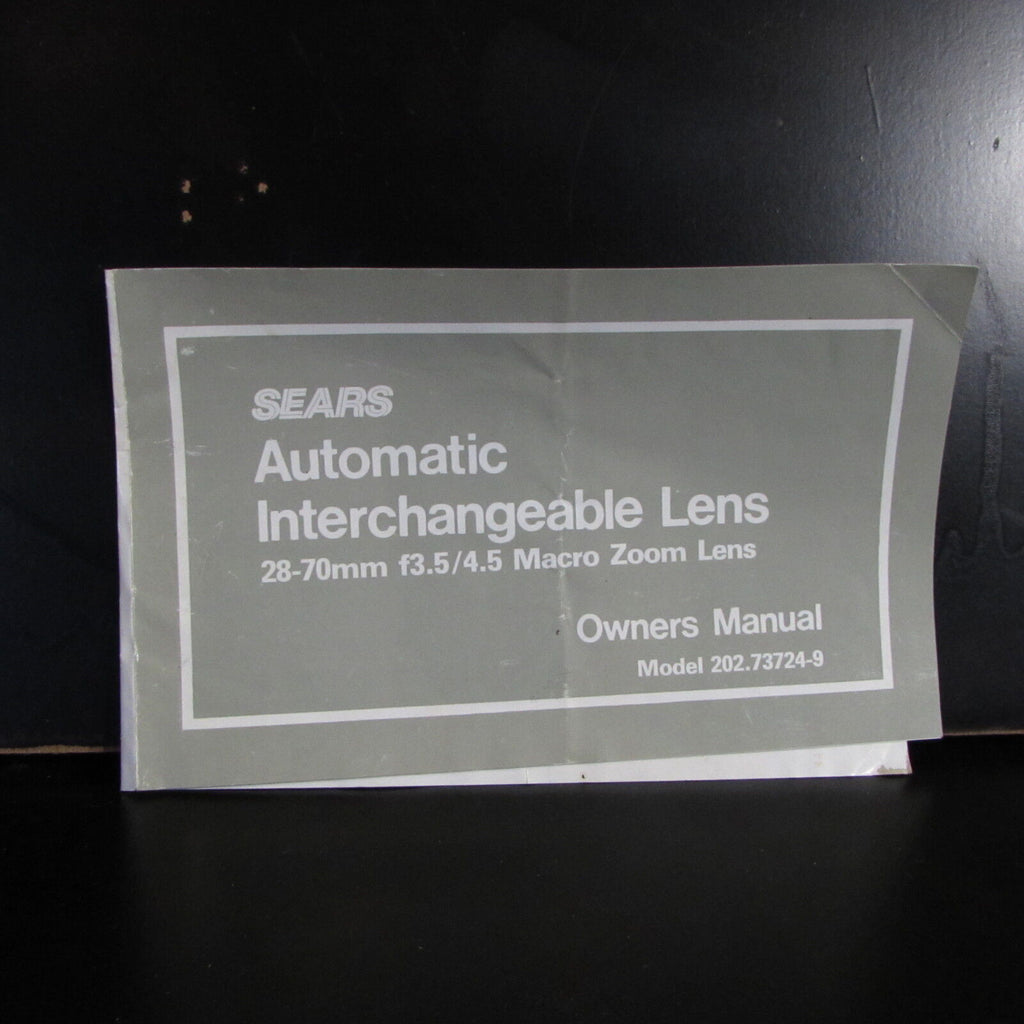 SEARS
Automatic
Interchangeable Lens
28-70mm f3.5/4.5 Macro Zoom Lens
Owners Manual
Model 202.73724-9